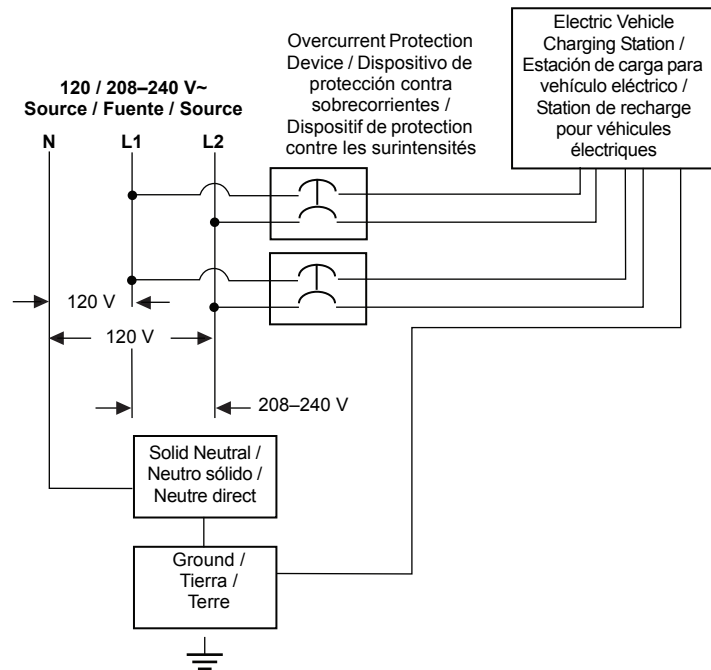 Electric Vehicle
Charging Station /
Estación de carga para
vehículo eléctrico /
Station de recharge
pour véhicules
électriques
Overcurrent Protection
Device / Dispositivo de
protección contra
sobrecorrientes /
Dispositif de protection
contre les surintensités
120 / 208–240 V~
Source / Fuente / Source
N L1 L2
120 V
120 V
208–240 V
Solid Neutral /
Neutro sólido /
Neutre direct
Ground /
Tierra /
Terre